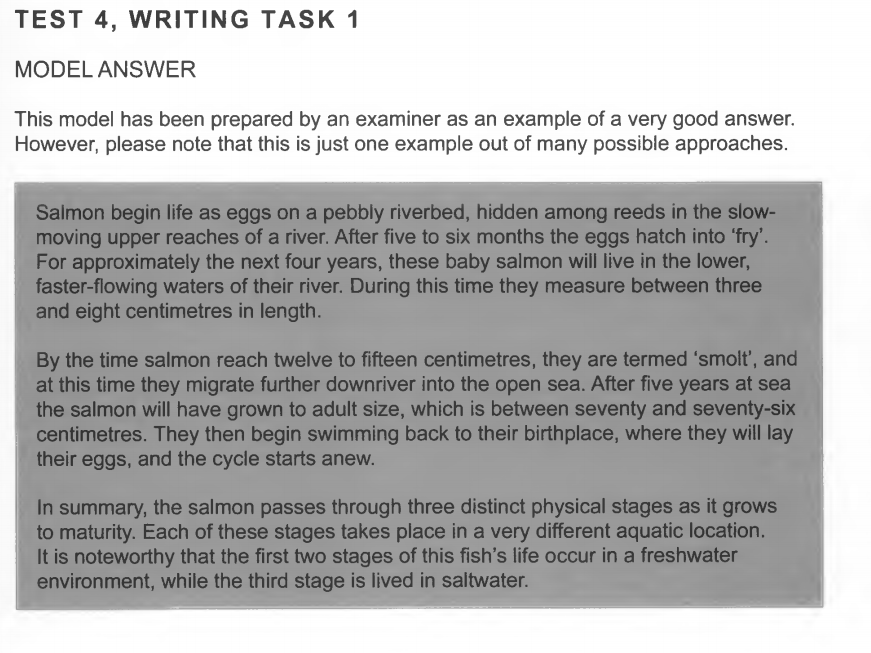 TEST 4, WRITING TASK 1
MODEL ANSWER
This model has been prepared by an examiner as an example of a very good answer.
However, please note that this is just one example out of many possible approaches.
Salmon begin life as eggs on a pebbly riverbed, hidden among reeds in the slow-
moving upper reaches of a river. After five to six months the eggs hatch into ‘fry’.
For approximately the next four years, these baby salmon will live in the lower,
faster-flowing waters of their river. During this time they measure between three
and eight centimetres in length.
By the time salmon reach twelve to fifteen centimetres, they are termed ‘smolt’, and
at this time they migrate further downriver into the open sea. After five years at sea
the salmon will have grown to adult size, which is between seventy and seventy-six
centimetres. They then begin swimming back to their birthplace, where they will lay
their eggs, and the cycle starts anew.
In summary, the salmon passes through three distinct physical stages as it grows
to maturity. Each of these stages takes place in a very different aquatic location.
It is noteworthy that the first two stages of this fish’s life occur in a freshwater
environment, while the third stage is lived in saltwater.